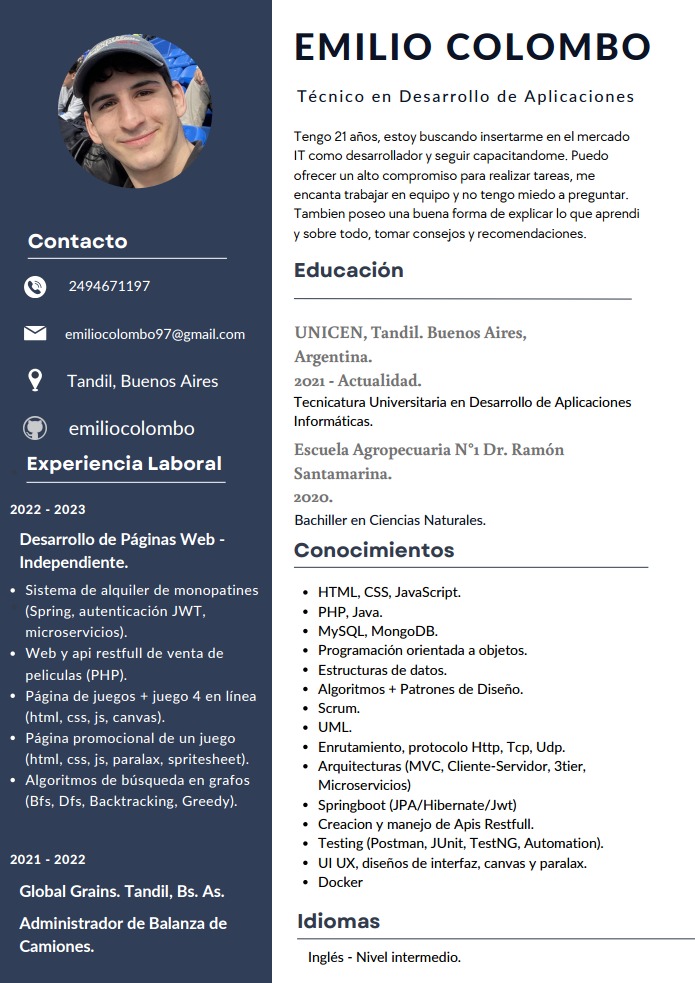 EMILIO COLOMBO
Técnico en Desarrollo de Aplicaciones
Tengo 21 años, estoy buscando insertarme en el mercado
IT como desarrollador y seguir capacitandome. Puedo
ofrecer un alto compromiso para realizar tareas, me
encanta trabajar en equipo y no tengo miedo a preguntar.
Tambien poseo una buena forma de explicar lo que aprendi
y sobre todo, tomar consejos y recomendaciones.
Contacto
2494671197
emiliocolombo97@gmail.com
Tandil, Buenos Aires
emiliocolombo
Experiencia Laboral
2022 - 2023
Desarrollo de Páginas Web -
Independiente.
• Sistema de alquiler de monopatines
(Spring, autenticación JWT,
microservicios).
• Web y api restfull de venta de
peliculas (PHP).
• Página de juegos + juego 4 en línea
(html, css, js, canvas).
• Página promocional de un juego
(html, css, js, paralax, spritesheet).
• Algoritmos de búsqueda en grafos
(Bfs, Dfs, Backtracking, Greedy).
2021 - 2022
Global Grains. Tandil, Bs. As.
Administrador de Balanza de
Camiones.
Educación
UNICEN, Tandil. Buenos Aires,
Argentina.
2021 - Actualidad.
Tecnicatura Universitaria en Desarrollo de Aplicaciones
Informáticas.
Escuela Agropecuaria N°1 Dr. Ramón
Santamarina.
2020.
Bachiller en Ciencias Naturales.
Conocimientos
• HTML, CSS, JavaScript.
• PHP, Java.
• MySQL, MongoDB.
• Programación orientada a objetos.
• Estructuras de datos.
• Algoritmos + Patrones de Diseño.
• Scrum.
• UML.
• Enrutamiento, protocolo Http, Tcp, Udp.
• Arquitecturas (MVC, Cliente-Servidor, 3tier,
Microservicios)
• Springboot (JPA/Hibernate/Jwt)
• Creacion y manejo de Apis Restfull.
• Testing (Postman, JUnit, TestNG, Automation).
• UI UX, diseños de interfaz, canvas y paralax.
• Docker
Idiomas
Inglés - Nivel intermedio.